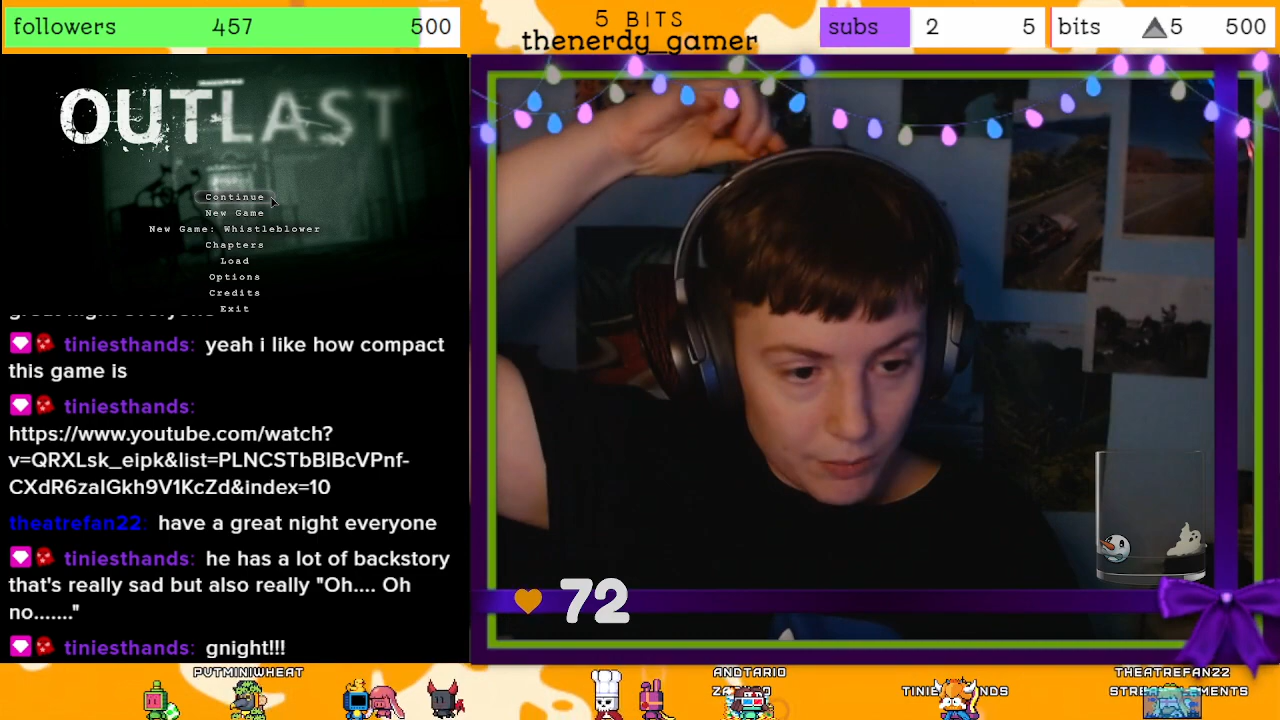 followers 457 500
5 BITS
thenerdy_gamer
subs 2 5
bits 5 500
OUTLAST
Continue
New Game
New Game: Whistleblower
Chapters
Load
Options
Credits
Exit
great night everyone
tiniesthands: yeah i like how compact
this game is
tiniesthands:
https://www.youtube.com/watch?
v=QRXLsk_eipk&list=PLNCSTbBIBcVPnf-
CXdR6zaIGkh9V1KcZd&index=10
theatrefan22: have a great night everyone
tiniesthands: he has a lot of backstory
that's really sad but also really "Oh.... Oh
no......."
tiniesthands: gnight!!!
72
PUTMINIWHEAT
ANDTARIO
THEATREFAN22